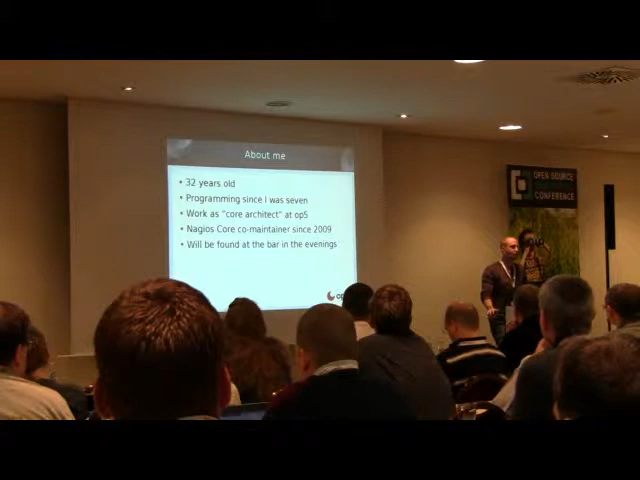 About me
• 32 years old
• Programming since I was seven
• Work as "core architect" at op5
• Nagios Core co-maintainer since 2009
• Will be found at the bar in the evenings
OPEN SOURCE
CONFERENCE